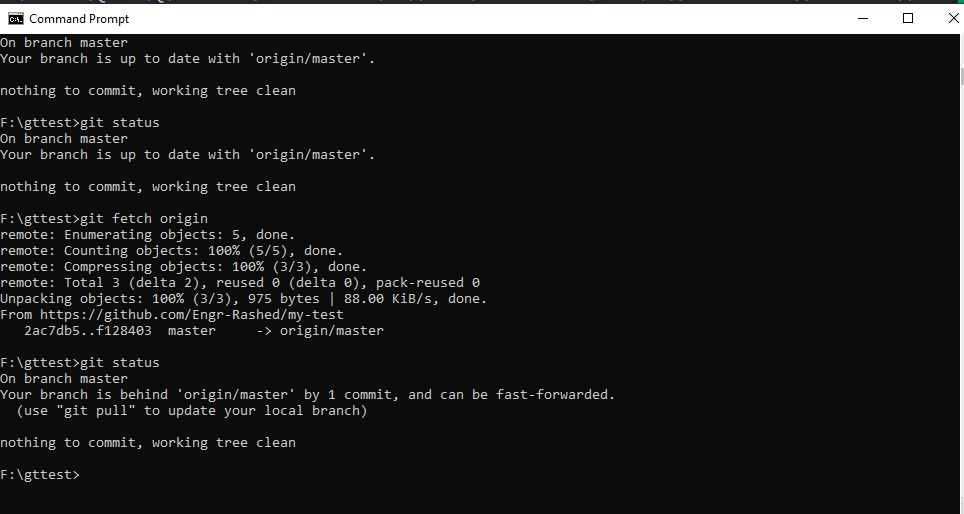 Command Prompt
On branch master
Your branch is up to date with 'origin/master'.
nothing to commit, working tree clean
F:\gttest>git status
On branch master
Your branch is up to date with 'origin/master'.
nothing to commit, working tree clean
F:\gttest>git fetch origin
remote: Enumerating objects: 5, done.
remote: Counting objects: 100% (5/5), done.
remote: Compressing objects: 100% (3/3), done.
remote: Total 3 (delta 2), reused 0 (delta 0), pack-reused 0
Unpacking objects: 100% (3/3), 975 bytes | 88.00 KiB/s, done.
From https://github.com/Engr-Rashed/my-test
   2ac7db5..f128403  master     -> origin/master
F:\gttest>git status
On branch master
Your branch is behind 'origin/master' by 1 commit, and can be fast-forwarded.
  (use "git pull" to update your local branch)
nothing to commit, working tree clean
F:\gttest>